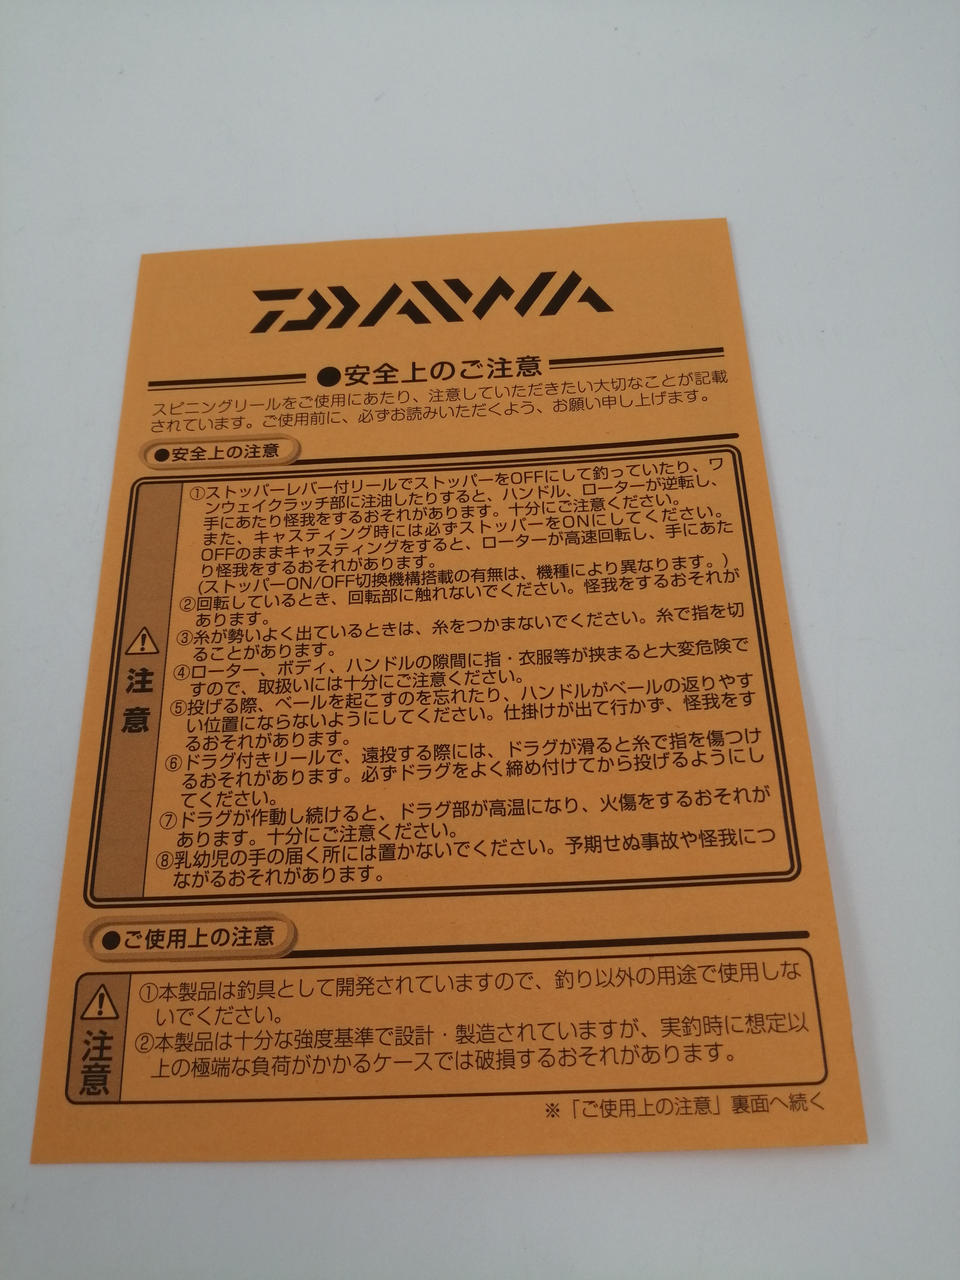 DAIWA
●安全上のご注意
スピニングリールをご使用にあたり、注意していただきたい大切なことが記載
されています。ご使用前に、必ずお読みいただくよう、お願い申し上げます。
●安全上の注意
注意
①ストッパーレバー付リールでストッパーをOFFにして釣っていたり、ワ
ンウェイクラッチ部に注油したりすると、ハンドル、ローターが逆転し、
手にあたり怪我をするおそれがあります。十分にご注意ください。
また、キャスティング時には必ずストッパーをONにしてください。
OFFのままキャスティングをすると、ローターが高速回転し、手にあた
り怪我をするおそれがあります。
(ストッパーON/OFF切換機構搭載の有無は、機種により異なります。)
②回転しているとき、回転部に触れないでください。怪我をするおそれが
あります。
③糸が勢いよく出ているときは、糸をつかまないでください。糸で指を切
ることがあります。
④ローター、ボディ、ハンドルの隙間に指・衣服等が挟まると大変危険で
すので、取扱いには十分にご注意ください。
⑤投げる際、ベールを起こすのを忘れたり、ハンドルがベールの返りやす
い位置にならないようにしてください。仕掛けが出て行かず、怪我をす
るおそれがあります。
⑥ドラグ付きリールで、遠投する際には、ドラグが滑ると糸で指を傷つけ
るおそれがあります。必ずドラグをよく締め付けてから投げるようにし
てください。
⑦ドラグが作動し続けると、ドラグ部が高温になり、火傷をするおそれが
あります。十分にご注意ください。
⑧乳幼児の手の届く所には置かないでください。予期せぬ事故や怪我につ
ながるおそれがあります。
●ご使用上の注意
注意
①本製品は釣具として開発されていますので、釣り以外の用途で使用しな
いでください。
②本製品は十分な強度基準で設計・製造されていますが、実釣時に想定以
上の極端な負荷がかかるケースでは破損するおそれがあります。
※「ご使用上の注意」裏面へ続く